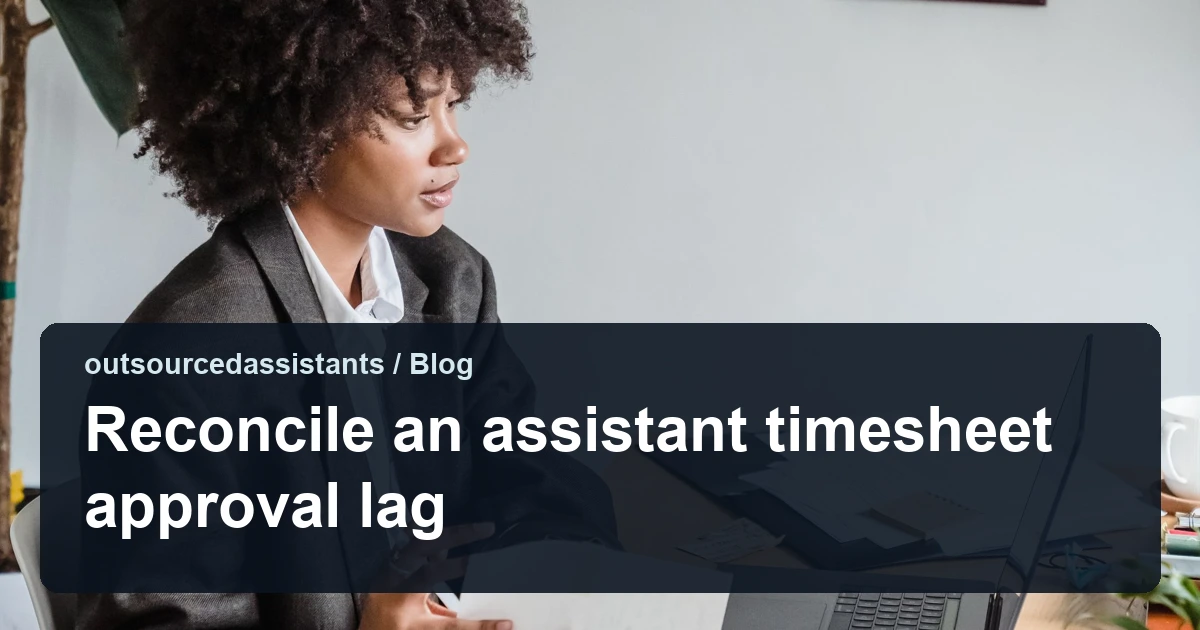 outsourcedassistants / Blog
Reconcile an assistant timesheet
approval lag